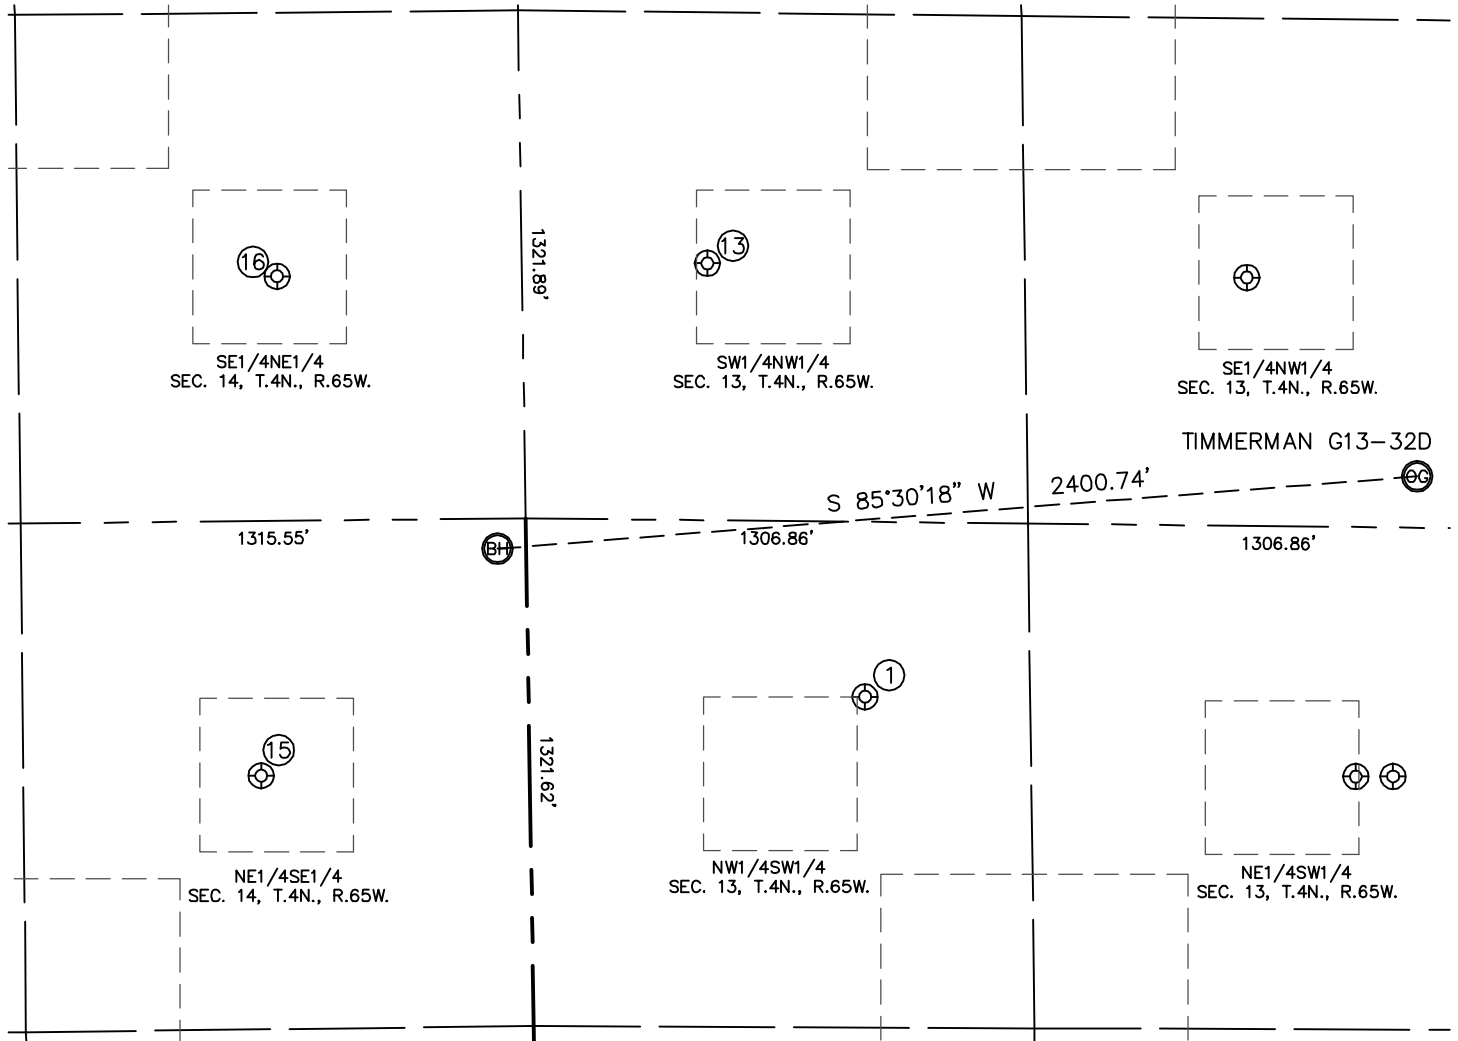 1321.89'
16
13
SE1/4NE1/4
SEC. 14, T.4N., R.65W.
SW1/4NW1/4
SEC. 13, T.4N., R.65W.
SE1/4NW1/4
SEC. 13, T.4N., R.65W.
TIMMERMAN G13-32D
OG
S 85°30'18" W 2400.74'
1315.55'
BH
1306.86'
1306.86'
1
15
1321.62'
NE1/4SE1/4
SEC. 14, T.4N., R.65W.
NW1/4SW1/4
SEC. 13, T.4N., R.65W.
NE1/4SW1/4
SEC. 13, T.4N., R.65W.